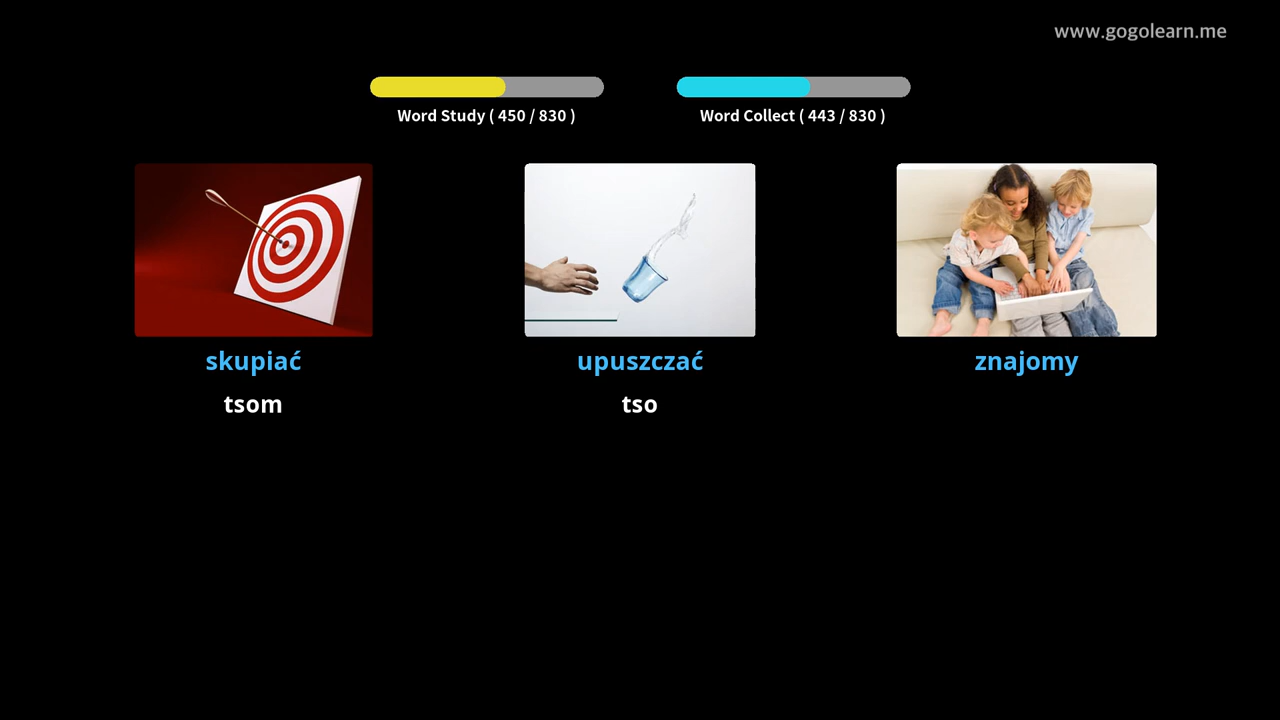 www.gogolearn.me
Word Study ( 450 / 830 )
Word Collect ( 443 / 830 )
skupiać
upuszczać
znajomy
tsom
tso